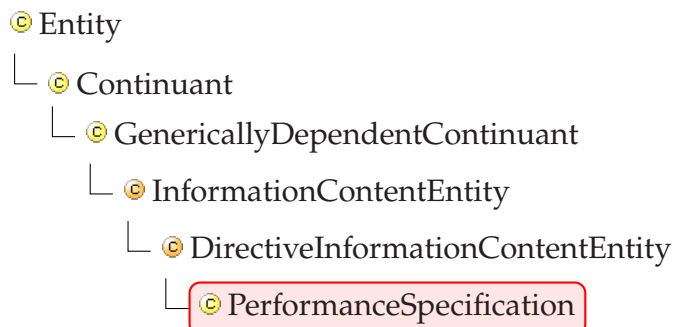 © Entity
© Continuant
© GenericallyDependentContinuant
© InformationContentEntity
© DirectiveInformationContentEntity
© PerformanceSpecification